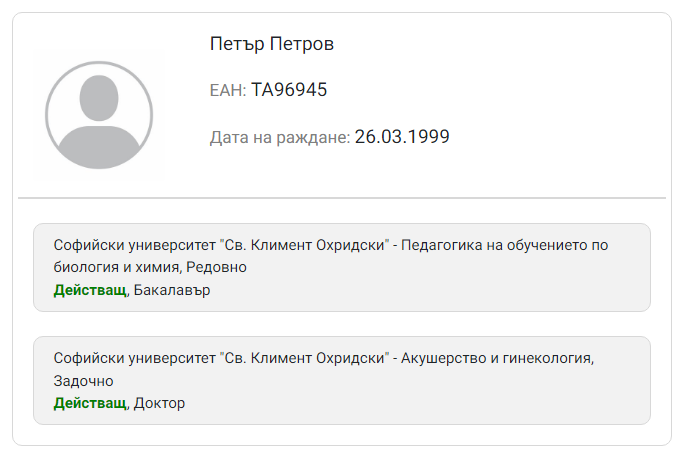 Петър Петров
ЕАН: TA96945
Дата на раждане: 26.03.1999
Софийски университет "Св. Климент Охридски" - Педагогика на обучението по
биология и химия, Редовно
Действащ, Бакалавър
Софийски университет "Св. Климент Охридски" - Акушерство и гинекология,
Задочно
Действащ, Доктор